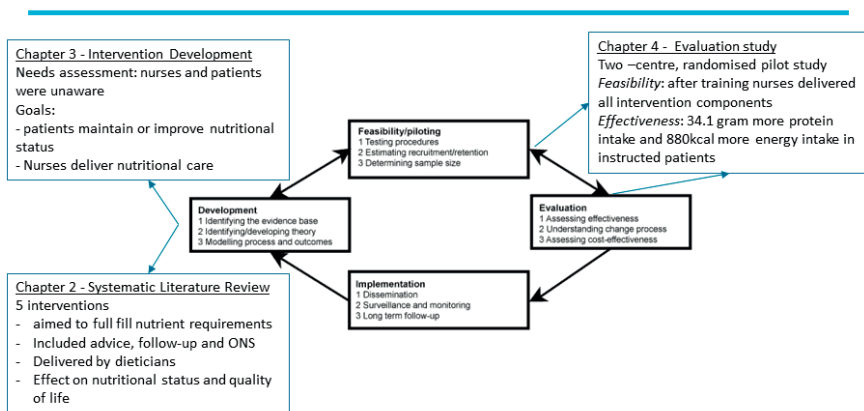 Chapter 3 - Intervention Development
Needs assessment: nurses and patients
were unaware
Goals:
- patients maintain or improve nutritional
status
- Nurses deliver nutritional care
Chapter 4 -  Evaluation study
Two –centre, randomised pilot study
Feasibility: after training nurses delivered
all intervention components
Effectiveness: 34.1 gram more protein
intake and 880kcal more energy intake in
instructed patients
Feasibility/piloting
1 Testing procedures
2 Estimating recruitment/retention
3 Determining sample size
Development
1 Identifying the evidence base
2 Identifying/developing theory
3 Modelling process and outcomes
Evaluation
1 Assessing effectiveness
2 Understanding change process
3 Assessing cost-effectiveness
Implementation
1 Dissemination
2 Surveillance and monitoring
3 Long term follow-up
Chapter 2 - Systematic Literature Review
5 interventions
- aimed to full fill nutrient requirements
- Included advice, follow-up and ONS
- Delivered by dieticians
- Effect on nutritional status and quality
of life